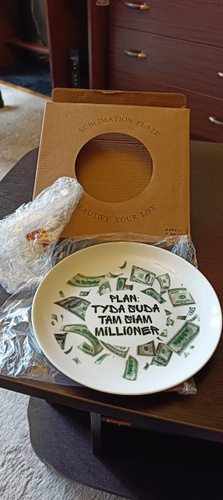 SUBLIMATION PLATE
BEAUTIFY YOUR LIFE
PLAN:
TYDA SUDA
TAM SIAM
MILLIONER